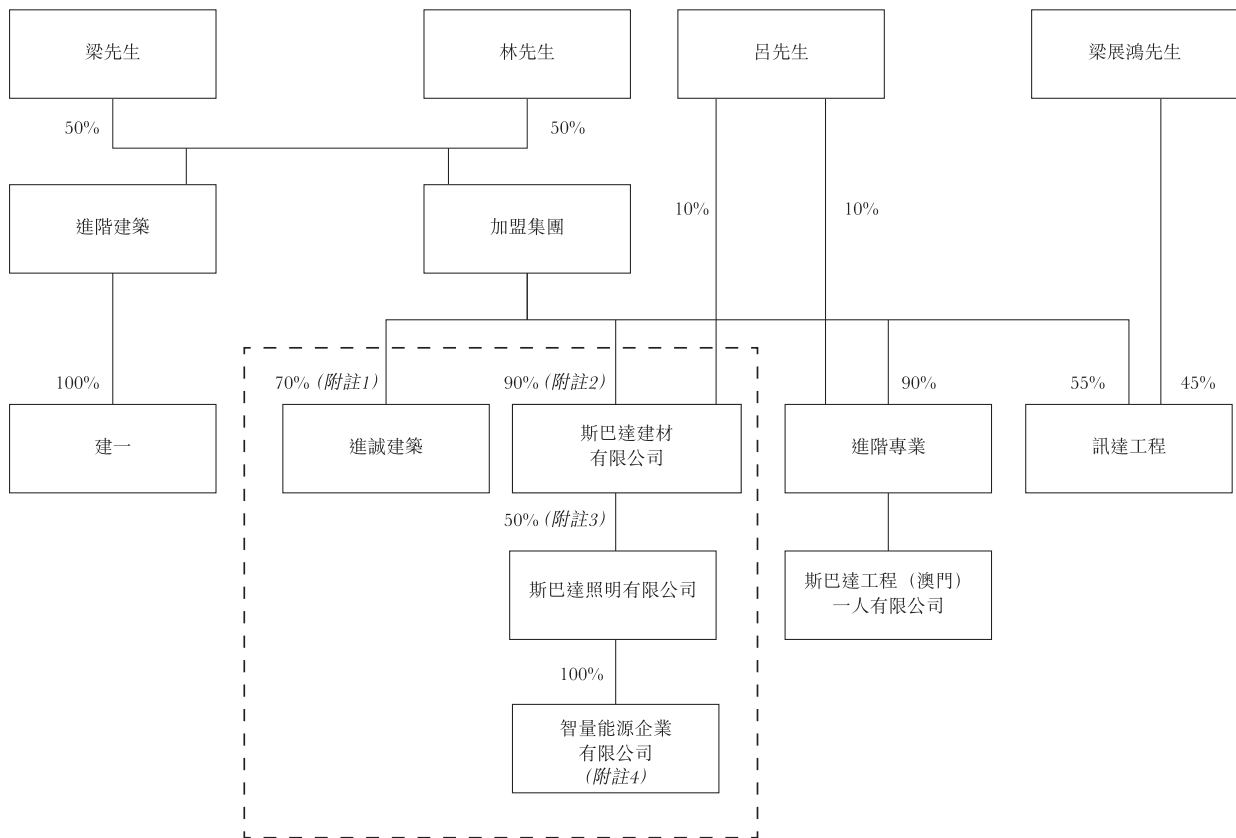 梁先生
林先生
呂先生
梁展鴻先生
50%
50%
進階建築
加盟集團
10%
10%
100%
70% (附註1)
90% (附註2)
90%
55%
45%
建一
進誠建築
斯巴達建材
有限公司
進階專業
訊達工程
50% (附註3)
斯巴達照明有限公司
斯巴達工程（澳門）
一人有限公司
100%
智量能源企業
有限公司
(附註4)